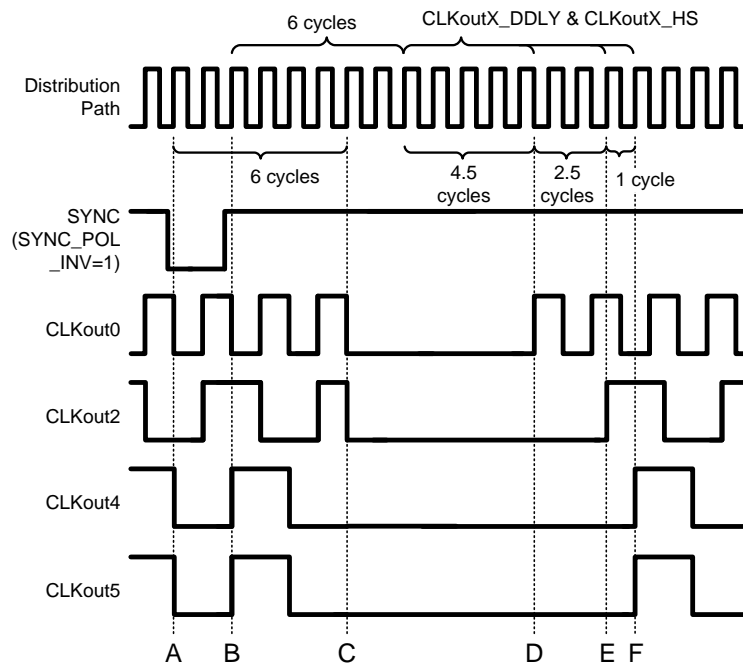 6 cycles
CLKoutX_DDLY & CLKoutX_HS
Distribution
Path
6 cycles
4.5
cycles
2.5
cycles
1 cycle
SYNC
(SYNC_POL
_INV=1)
CLKout0
CLKout2
CLKout4
CLKout5
A B C D E F